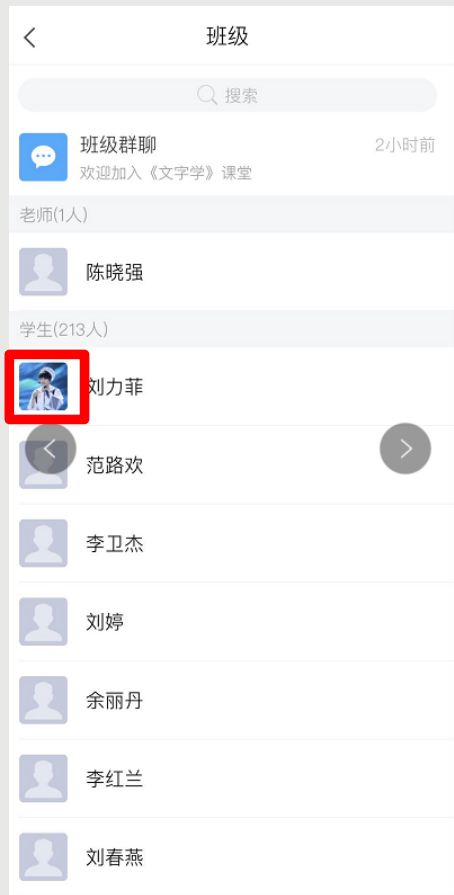 班级
搜索
班级群聊
2小时前
欢迎加入《文字学》课堂
老师(1人)
陈晓强
学生(213人)
刘力菲
范路欢
李卫杰
刘婷
余丽丹
李红兰
刘春燕